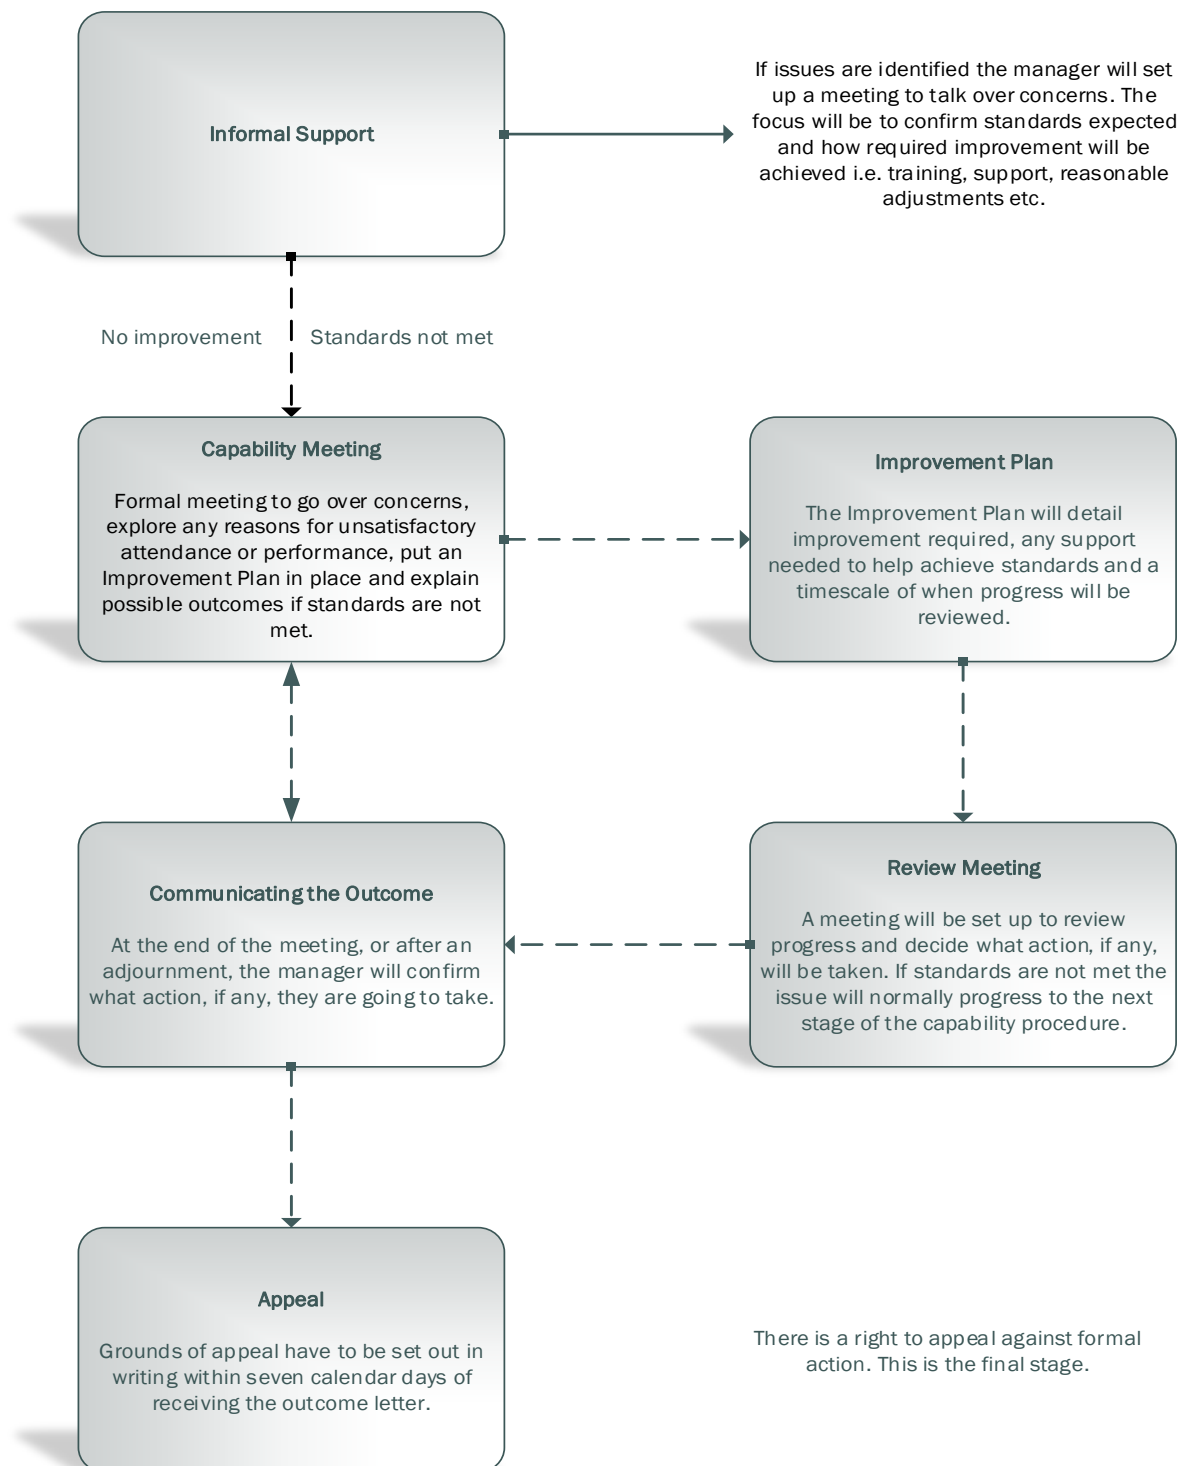 Informal Support
If issues are identified the manager will set
up a meeting to talk over concerns. The
focus will be to confirm standards expected
and how required improvement will be
achieved i.e. training, support, reasonable
adjustments etc.
No improvement
Standards not met
Capability Meeting
Formal meeting to go over concerns,
explore any reasons for unsatisfactory
attendance or performance, put an
Improvement Plan in place and explain
possible outcomes if standards are not
met.
Improvement Plan
The Improvement Plan will detail
improvement required, any support
needed to help achieve standards and a
timescale of when progress will be
reviewed.
Communicating the Outcome
At the end of the meeting, or after an
adjournment, the manager will confirm
what action, if any, they are going to take.
Review Meeting
A meeting will be set up to review
progress and decide what action, if any,
will be taken. If standards are not met the
issue will normally progress to the next
stage of the capability procedure.
Appeal
Grounds of appeal have to be set out in
writing within seven calendar days of
receiving the outcome letter.
There is a right to appeal against formal
action. This is the final stage.